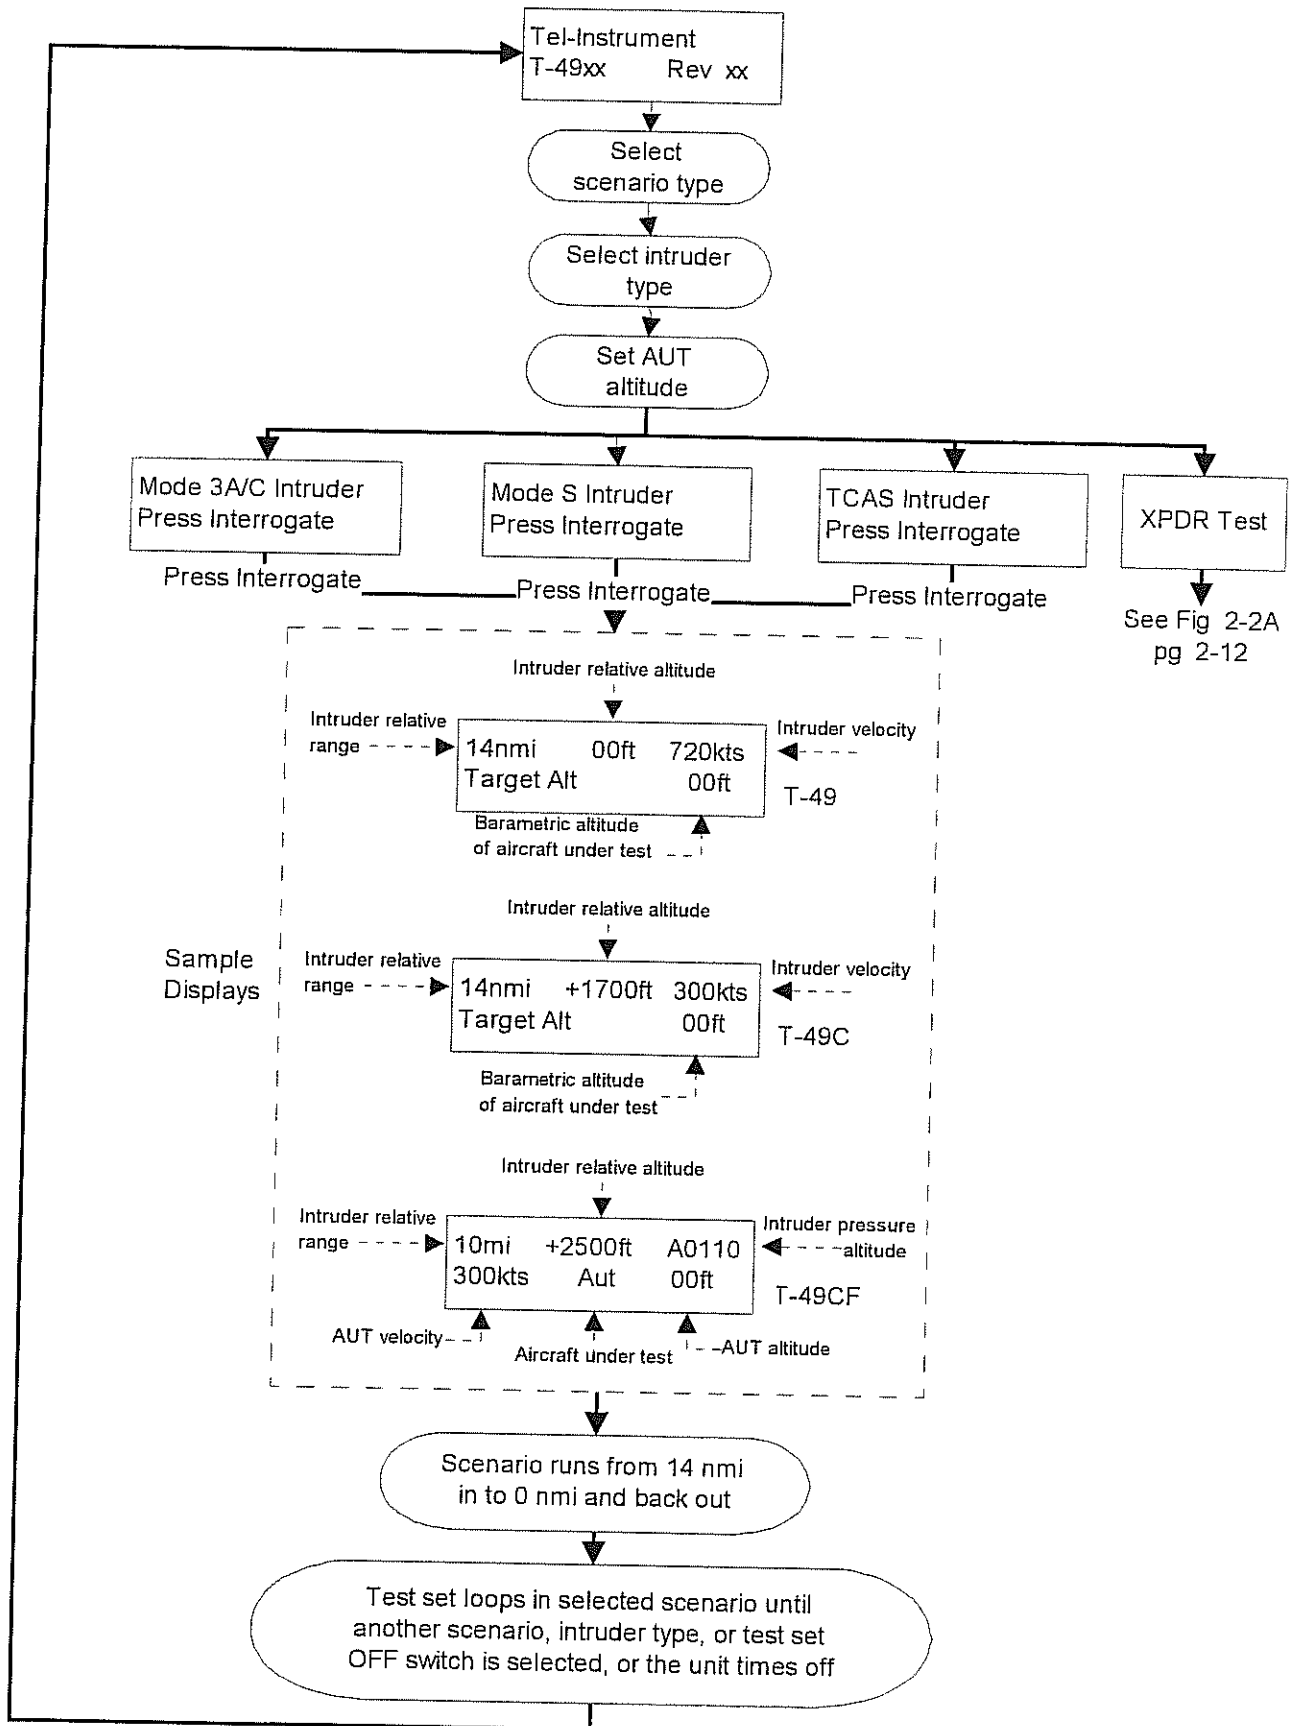 Tel-Instrument
T-49xx Rev xx
Select
scenario type
Select intruder
type
Set AUT
altitude
Mode 3A/C Intruder
Press Interrogate
Mode S Intruder
Press Interrogate
TCAS Intruder
Press Interrogate
XPDR Test
Press Interrogate
Press Interrogate
Press Interrogate
See Fig 2-2A
pg 2-12
Intruder relative altitude
Intruder relative
range
14nmi 00ft 720kts
Target Alt 00ft
Intruder velocity
T-49
Barametric altitude
of aircraft under test
Sample
Displays
Intruder relative altitude
Intruder relative
range
14nmi +1700ft 300kts
Target Alt 00ft
Intruder velocity
T-49C
Barametric altitude
of aircraft under test
Intruder relative altitude
Intruder relative
range
10mi +2500ft A0110
300kts Aut 00ft
Intruder pressure
altitude
T-49CF
AUT velocity
Aircraft under test
AUT altitude
Scenario runs from 14 nmi
in to 0 nmi and back out
Test set loops in selected scenario until
another scenario, intruder type, or test set
OFF switch is selected, or the unit times off